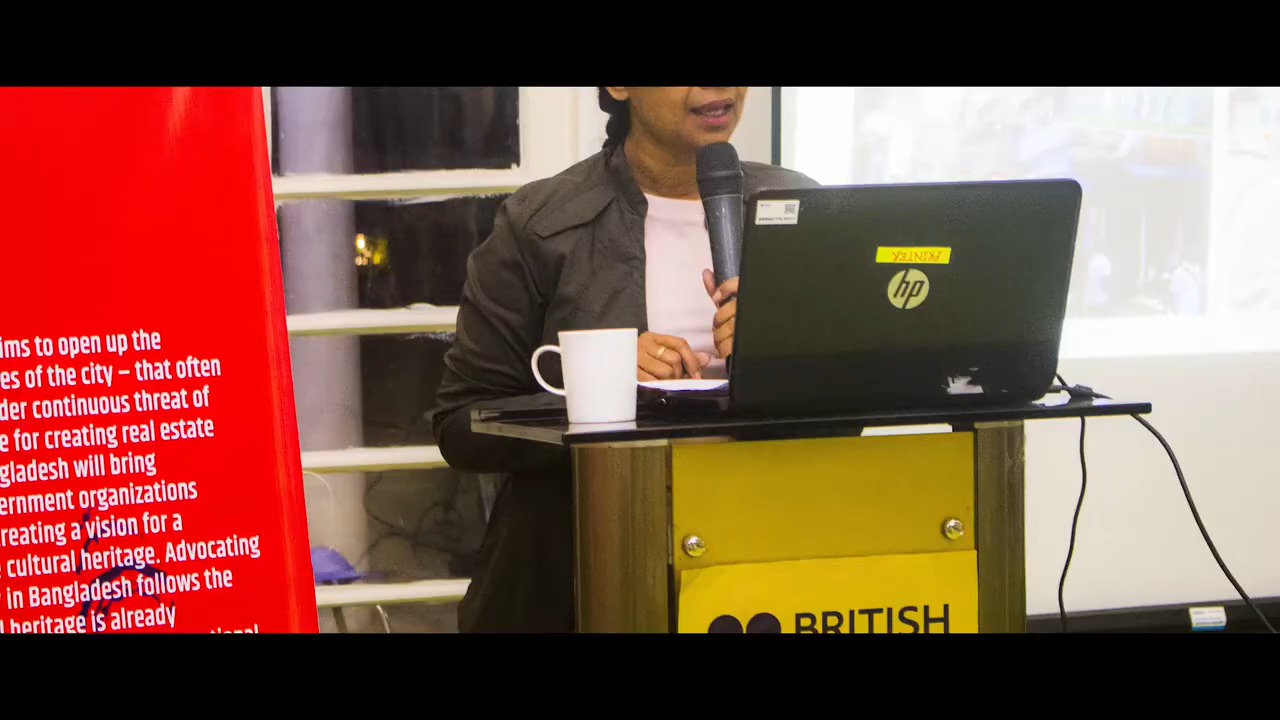 ims to open up the
es of the city – that often
der continuous threat of
e for creating real estate
gladesh will bring
ernment organizations
reating a vision for a
cultural heritage. Advocating
in Bangladesh follows the
l heritage is already
tional
PRINTEX
hp
BRITISH